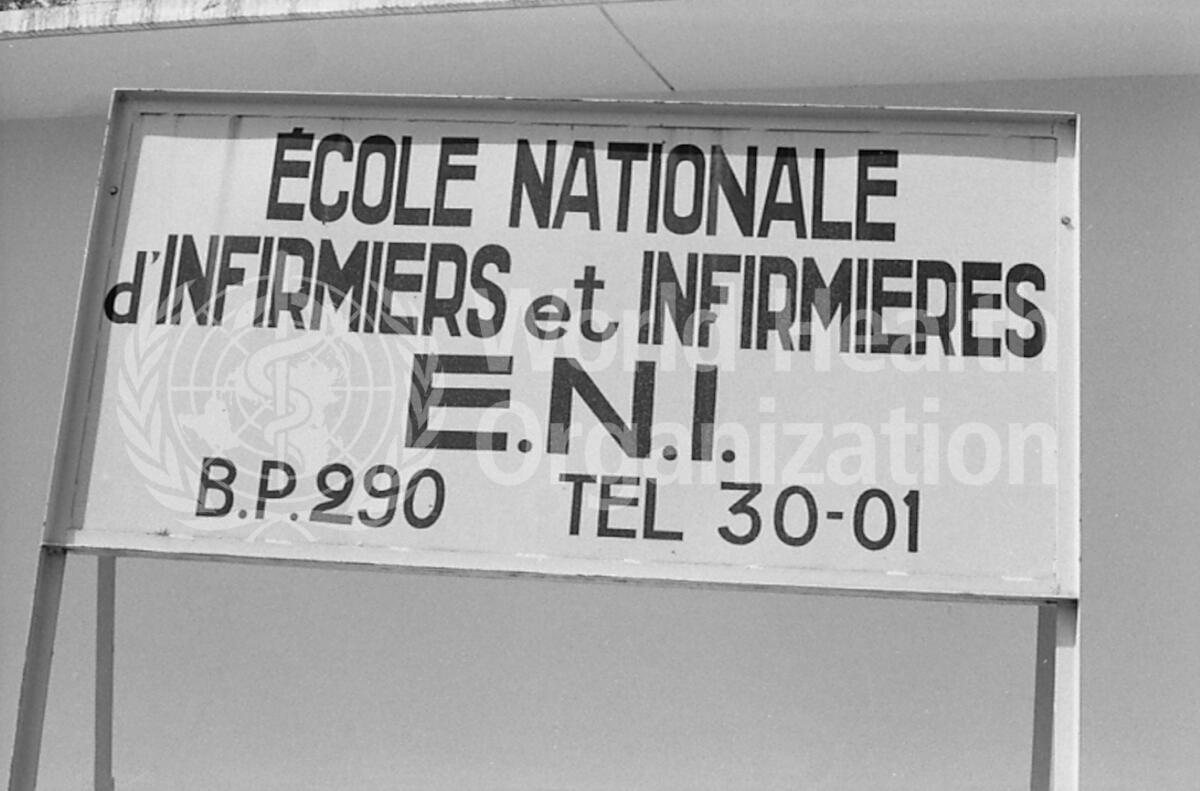 ÉCOLE NATIONALE
d'INFIRMIERS et INFIRMIERES
E.N.I.
B.P. 290 TEL 30-01
World Health
Organization